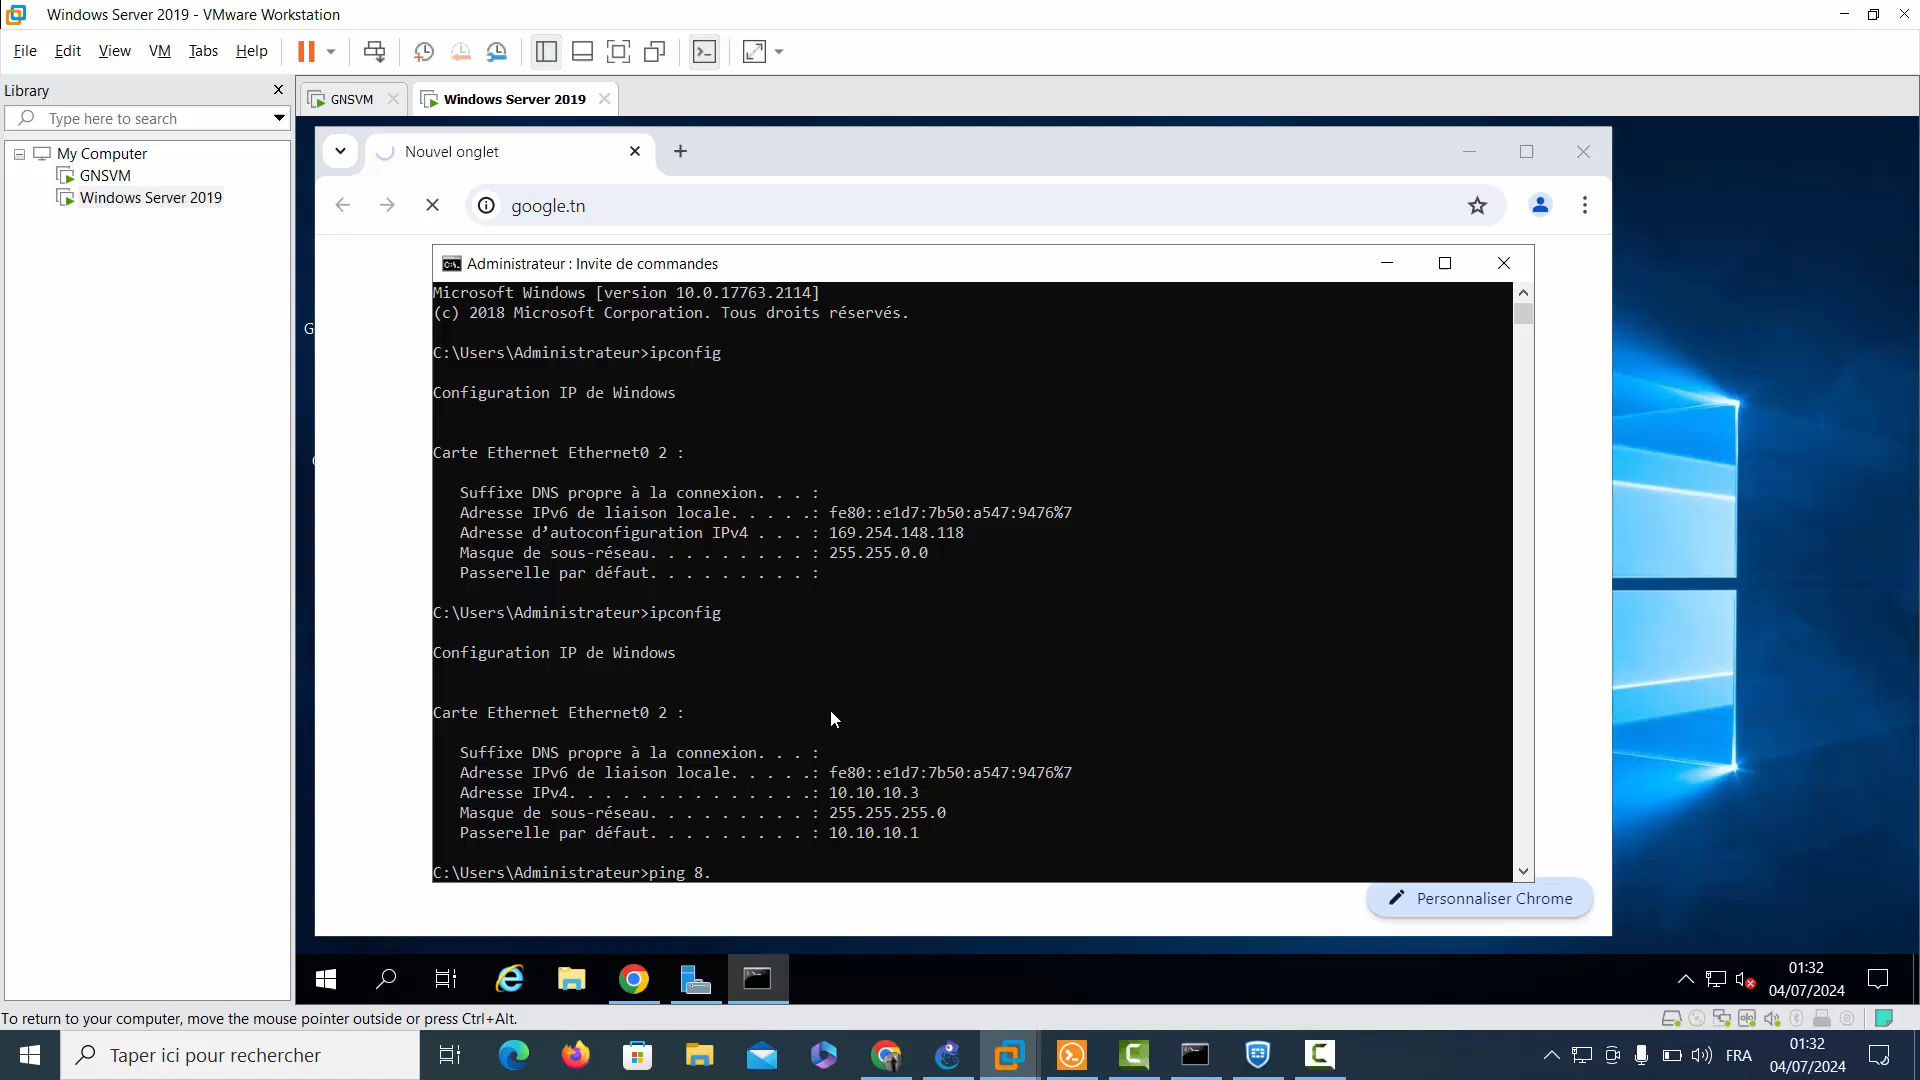 Windows Server 2019 - VMware Workstation
File Edit View VM Tabs Help
Library
Type here to search
My Computer
GNSVM
Windows Server 2019
GNSVM
Windows Server 2019
Nouvel onglet
google.tn
G
Administrateur : Invite de commandes
Microsoft Windows [version 10.0.17763.2114]
(c) 2018 Microsoft Corporation. Tous droits réservés.
C:\Users\Administrateur>ipconfig
Configuration IP de Windows
Carte Ethernet Ethernet0 2 :
Suffixe DNS propre à la connexion. . . :
Adresse IPv6 de liaison locale. . . . .: fe80::e1d7:7b50:a547:9476%7
Adresse d’autoconfiguration IPv4 . . . : 169.254.148.118
Masque de sous-réseau. . . . . . . . . : 255.255.0.0
Passerelle par défaut. . . . . . . . . :
C:\Users\Administrateur>ipconfig
Configuration IP de Windows
Carte Ethernet Ethernet0 2 :
Suffixe DNS propre à la connexion. . . :
Adresse IPv6 de liaison locale. . . . .: fe80::e1d7:7b50:a547:9476%7
Adresse IPv4. . . . . . . . . . . . . .: 10.10.10.3
Masque de sous-réseau. . . . . . . . . : 255.255.255.0
Passerelle par défaut. . . . . . . . . : 10.10.10.1
C:\Users\Administrateur>ping 8.
Personnaliser Chrome
01:32
04/07/2024
To return to your computer, move the mouse pointer outside or press Ctrl+Alt.
Taper ici pour rechercher
FRA
01:32
04/07/2024